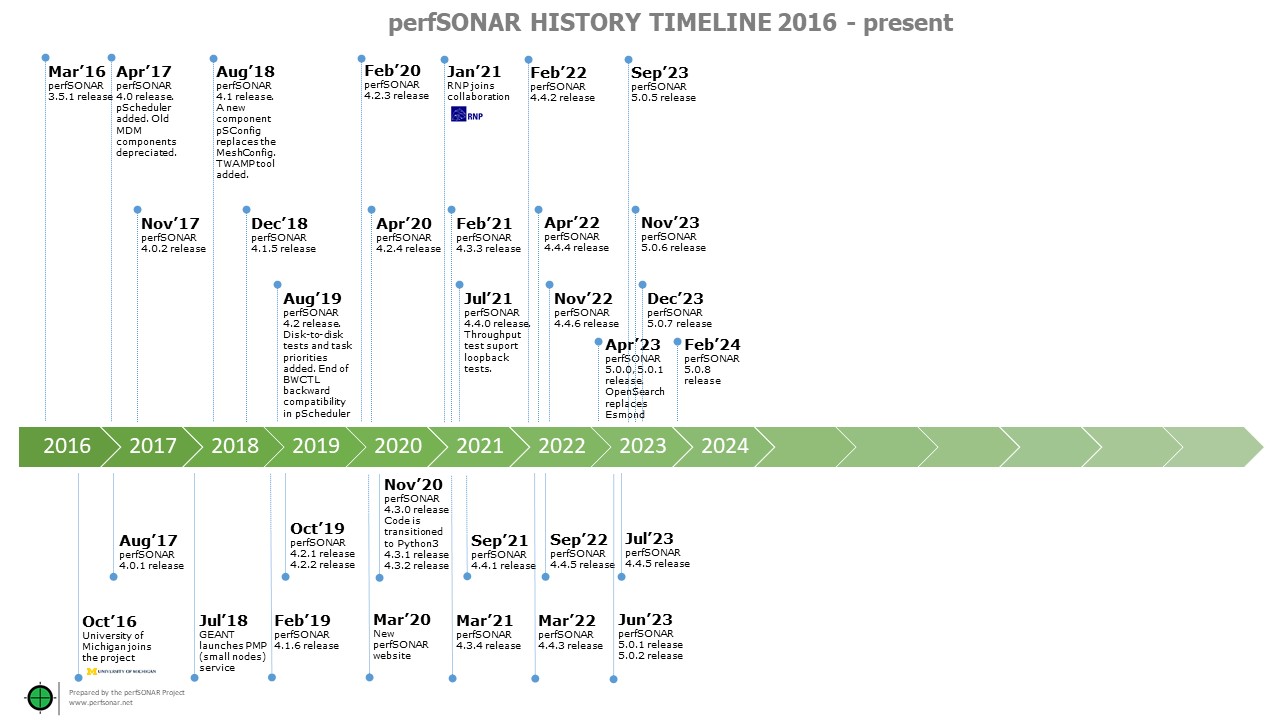 perfSONAR HISTORY TIMELINE 2016 - present
Mar’16
perfSONAR
3.5.1 release
Apr’17
perfSONAR
4.0 release.
pScheduler
added. Old
MDM
components
depreciated.
Aug’18
perfSONAR
4.1 release.
A new
component
pSConfig
replaces the
MeshConfig.
TWAMP tool
added.
Feb’20
perfSONAR
4.2.3 release
Jan’21
RNP joins
collaboration
RNP
Feb’22
perfSONAR
4.4.2 release
Sep’23
perfSONAR
5.0.5 release
Nov’17
perfSONAR
4.0.2 release
Dec’18
perfSONAR
4.1.5 release
Apr’20
perfSONAR
4.2.4 release
Feb’21
perfSONAR
4.3.3 release
Apr’22
perfSONAR
4.4.4 release
Nov’23
perfSONAR
5.0.6 release
Aug’19
perfSONAR
4.2 release.
Disk-to-disk
tests and task
priorities
added. End of
BWCTL
backward
compatibility
in pScheduler
Jul’21
perfSONAR
4.4.0 release.
Throughput
test suport
loopback
tests.
Nov’22
perfSONAR
4.4.6 release
Dec’23
perfSONAR
5.0.7 release
Apr’23
perfSONAR
5.0.0, 5.0.1
release.
OpenSearch
replaces
Esmond
Feb’24
perfSONAR
5.0.8
release
2016 2017 2018 2019 2020 2021 2022 2023 2024
Nov’20
perfSONAR
4.3.0 release
Code is
transitioned
to Python3
4.3.1 release
4.3.2 release
Aug’17
perfSONAR
4.0.1 release
Oct’19
perfSONAR
4.2.1 release
4.2.2 release
Sep’21
perfSONAR
4.4.1 release
Sep’22
perfSONAR
4.4.5 release
Jul’23
perfSONAR
4.4.5 release
Oct’16
University of
Michigan joins
the project
M UNIVERSITY OF MICHIGAN
Jul’18
GEANT
launches PMP
(small nodes)
service
Feb’19
perfSONAR
4.1.6 release
Mar’20
New
perfSONAR
website
Mar’21
perfSONAR
4.3.4 release
Mar’22
perfSONAR
4.4.3 release
Jun’23
perfSONAR
5.0.1 release
5.0.2 release
Prepared by the perfSONAR Project
www.perfsonar.net